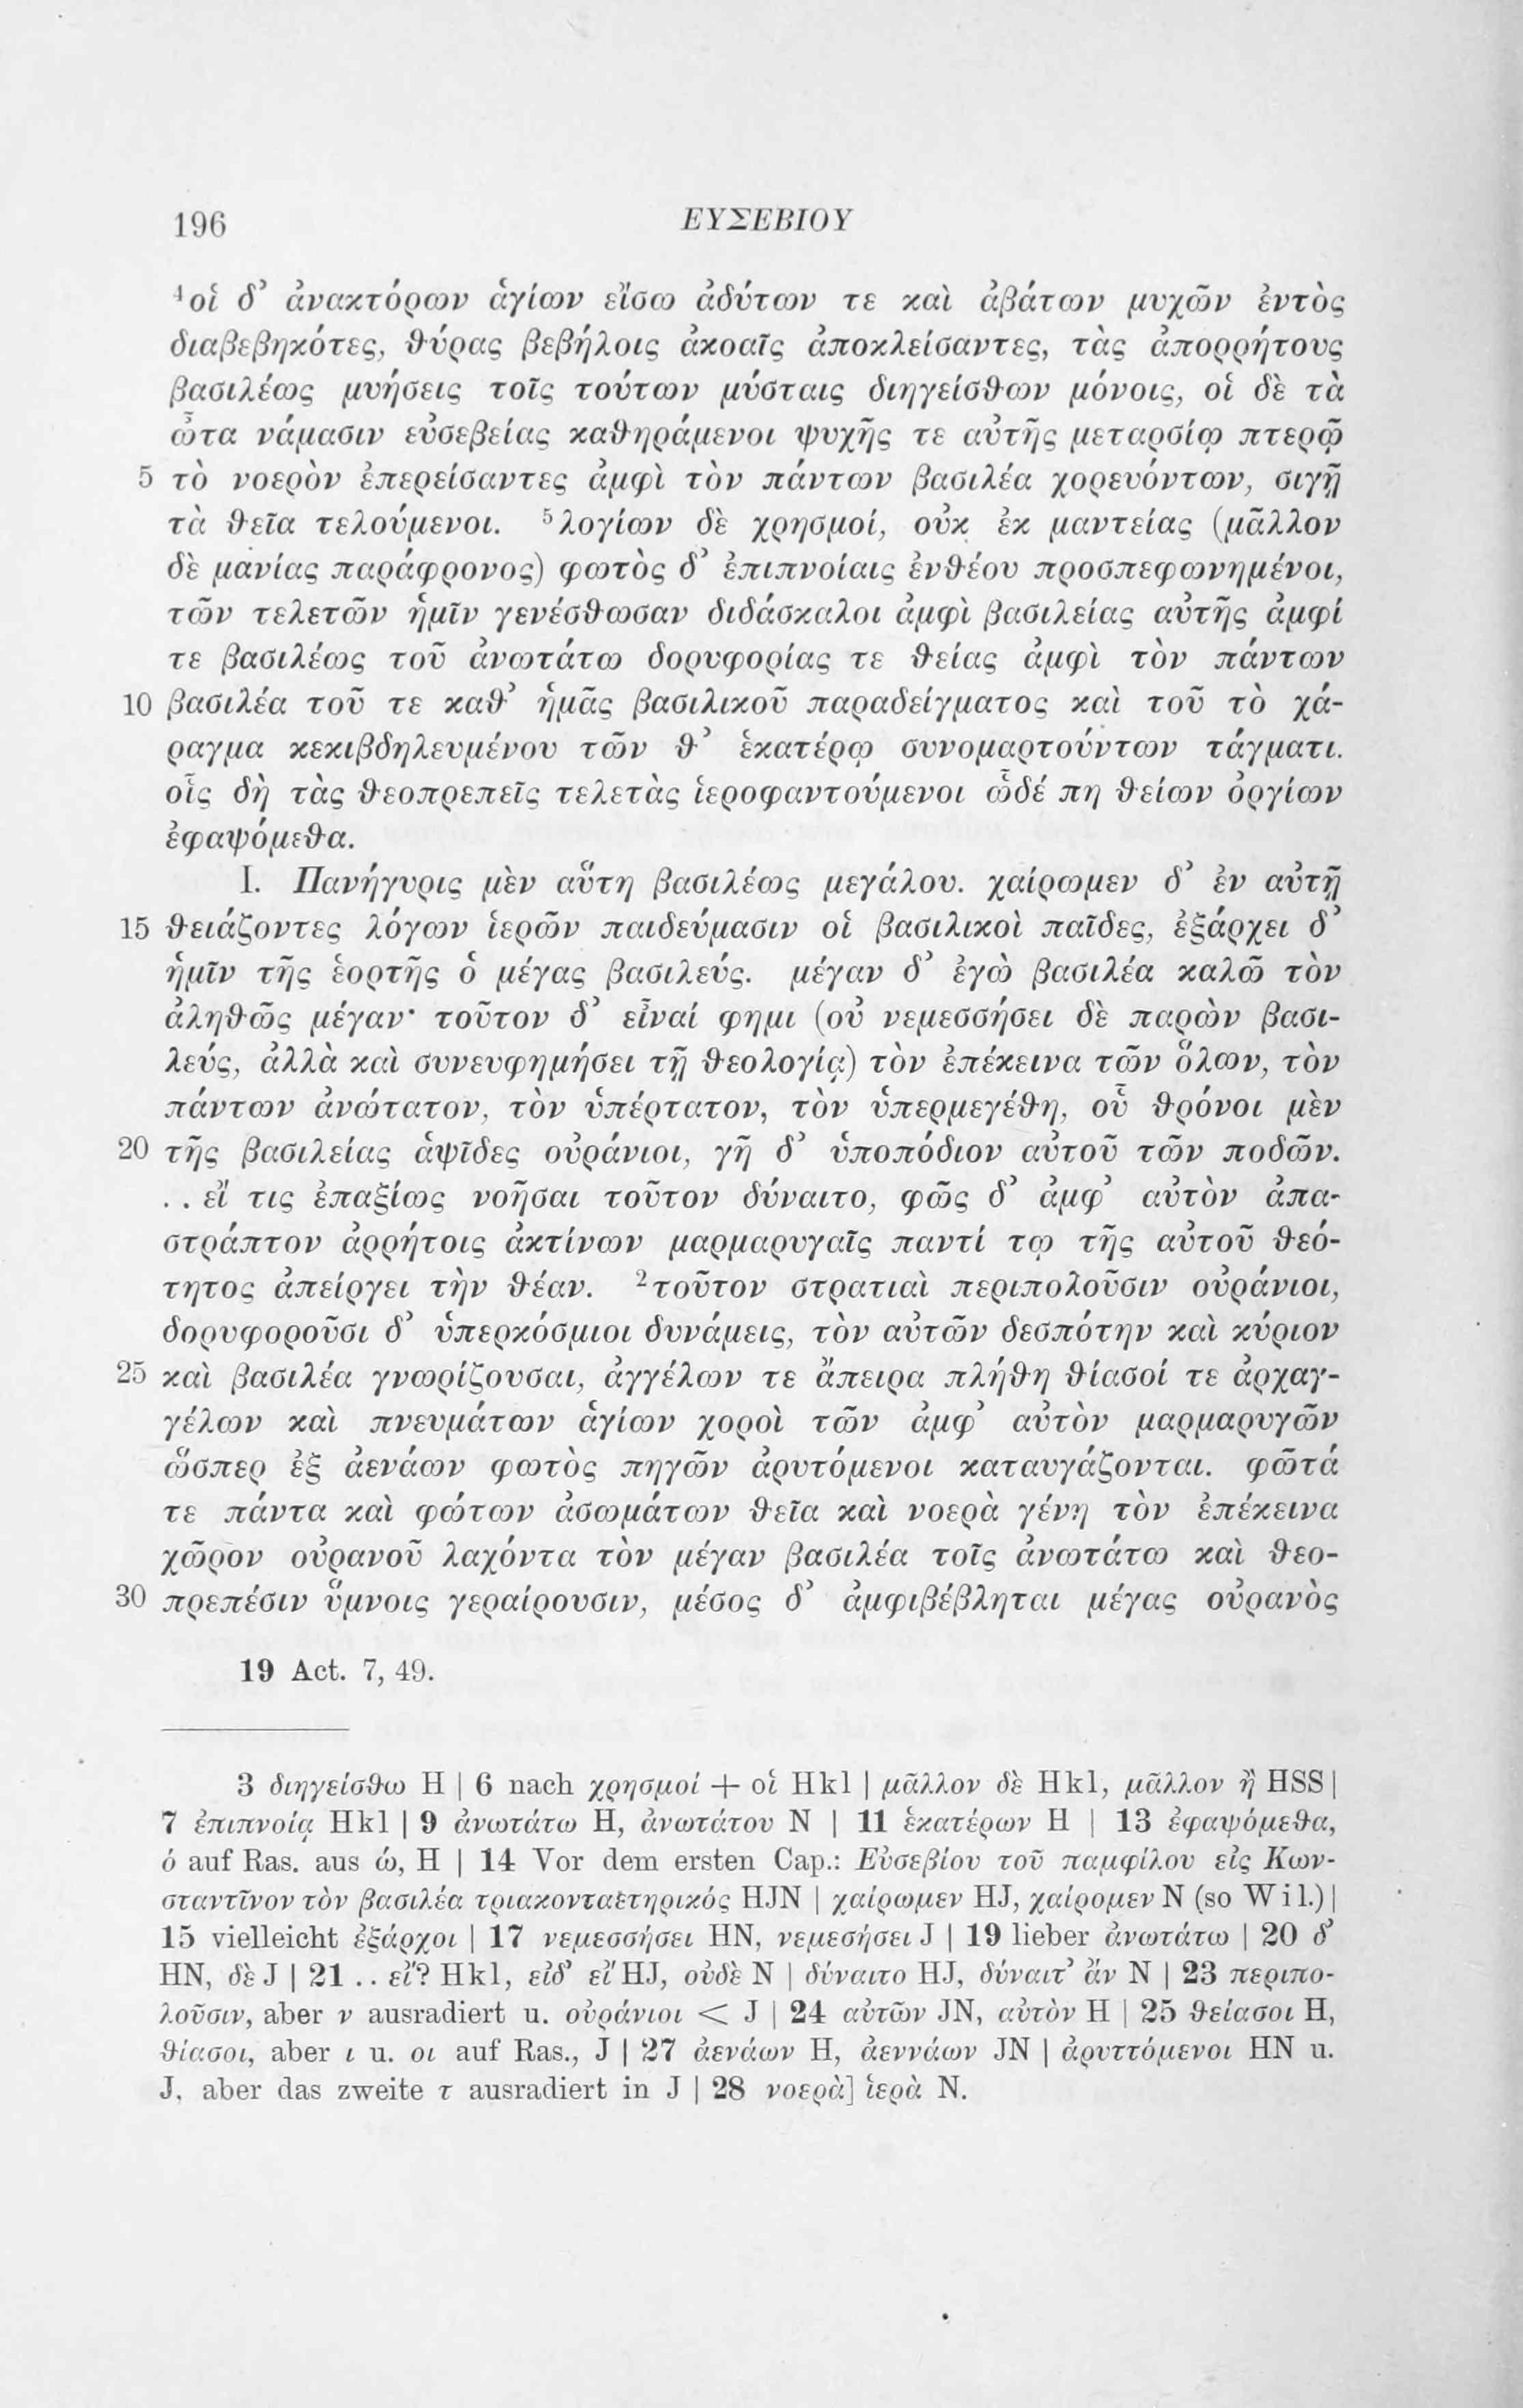 196 ΕΥΣΕΒΙΟΥ
⁴οἱ δ’ ἀνακτόρων ἁγίων εἴσω ἀδύτων τε καὶ ἀβάτων μυχῶν ἐντὸς
διαβεβηκότες, θύρας βεβήλοις ἀκοαῖς ἀποκλείσαντες, τὰς ἀπορρήτους
βασιλέως μυήσεις τοῖς τούτων μύσταις διηγείσθων μόνοις, οἱ δὲ τὰ
ὦτα νάμασιν εὐσεβείας καθηράμενοι ψυχῆς τε αὐτῆς μεταρσίῳ πτερῷ
5 τὸ νοερὸν ἐπερείσαντες ἀμφὶ τὸν πάντων βασιλέα χορευόντων, σιγῇ
τὰ θεῖα τελούμενοι. ⁵λογίων δὲ χρησμοί, οὐκ ἐκ μαντείας (μᾶλλον
δὲ μανίας παράφρονος) φωτὸς δ’ ἐπιπνοίαις ἐνθέου προσπεφωνημένοι,
τῶν τελετῶν ἡμῖν γενέσθωσαν διδάσκαλοι ἀμφὶ βασιλείας αὐτῆς ἀμφί
τε βασιλέως τοῦ ἀνωτάτω δορυφορίας τε θείας ἀμφὶ τὸν πάντων
10 βασιλέα τοῦ τε καθ’ ἡμᾶς βασιλικοῦ παραδείγματος καὶ τοῦ τὸ χά-
ραγμα κεκιβδηλευμένου τῶν θ’ ἑκατέρῳ συνομαρτούντων τάγματι.
οἷς δὴ τὰς θεοπρεπεῖς τελετὰς ἱεροφαντούμενοι ὧδέ πη θείων ὀργίων
ἐφαψόμεθα.
I. Πανήγυρις μὲν αὕτη βασιλέως μεγάλου. χαίρωμεν δ’ ἐν αὐτῇ
15 θειάζοντες λόγων ἱερῶν παιδεύμασιν οἱ βασιλικοὶ παῖδες, ἐξάρχει δ’
ἡμῖν τῆς ἑορτῆς ὁ μέγας βασιλεύς. μέγαν δ’ ἐγὼ βασιλέα καλῶ τὸν
ἀληθῶς μέγαν· τοῦτον δ’ εἶναί φημι (οὐ νεμεσσήσει δὲ παρὼν βασι-
λεύς, ἀλλὰ καὶ συνευφημήσει τῇ θεολογίᾳ) τὸν ἐπέκεινα τῶν ὅλων, τὸν
πάντων ἀνώτατον, τὸν ὑπέρτατον, τὸν ὑπερμεγέθη, οὗ θρόνοι μὲν
20 τῆς βασιλείας ἁψῖδες οὐράνιοι, γῆ δ’ ὑποπόδιον αὐτοῦ τῶν ποδῶν.
. . εἴ τις ἐπαξίως νοῆσαι τοῦτον δύναιτο, φῶς δ’ ἀμφ’ αὐτὸν ἀπα-
στράπτον ἀρρήτοις ἀκτίνων μαρμαρυγαῖς παντί τῳ τῆς αὐτοῦ θεό-
τητος ἀπείργει τὴν θέαν. ²τοῦτον στρατιαὶ περιπολοῦσιν οὐράνιοι,
δορυφοροῦσι δ’ ὑπερκόσμιοι δυνάμεις, τὸν αὐτῶν δεσπότην καὶ κύριον
25 καὶ βασιλέα γνωρίζουσαι, ἀγγέλων τε ἄπειρα πλήθη θίασοί τε ἀρχαγ-
γέλων καὶ πνευμάτων ἁγίων χοροὶ τῶν ἀμφ’ αὐτὸν μαρμαρυγῶν
ὥσπερ ἐξ ἀενάων φωτὸς πηγῶν ἀρυτόμενοι καταυγάζονται. φῶτά
τε πάντα καὶ φώτων ἀσωμάτων θεῖα καὶ νοερὰ γένη τὸν ἐπέκεινα
χῶρον οὐρανοῦ λαχόντα τὸν μέγαν βασιλέα τοῖς ἀνωτάτω καὶ θεο-
30 πρεπέσιν ὕμνοις γεραίρουσιν, μέσος δ’ ἀμφιβέβληται μέγας οὐρανὸς
19 Act. 7, 49.
3 διηγείσθω H | 6 nach χρησμοί + οἱ Hkl | μᾶλλον δὲ Hkl, μᾶλλον ἢ HSS |
7 ἐπιπνοίᾳ Hkl | 9 ἀνωτάτω H, ἀνωτάτου N | 11 ἑκατέρων H | 13 ἐφαψόμεθα,
ό auf Ras. aus ώ, H | 14 Vor dem ersten Cap.: Εὐσεβίου τοῦ παμφίλου εἰς Κων-
σταντῖνον τὸν βασιλέα τριακονταετηρικός HJN | χαίρωμεν HJ, χαίρομεν N (so Wil.) |
15 vielleicht ἐξάρχοι | 17 νεμεσσήσει HN, νεμεσήσει J | 19 lieber ἀνωτάτω | 20 δ’
HN, δὲ J | 21 . . εἴ? Hkl, εἰδ’ εἴ HJ, οὐδὲ N | δύναιτο HJ, δύναιτ’ ἂν N | 23 περιπο-
λοῦσιν, aber ν ausradiert u. οὐράνιοι < J | 24 αὐτῶν JN, αὐτὸν H | 25 θείασοι H,
θίασοι, aber ι u. οι auf Ras., J | 27 ἀενάων H, ἀεννάων JN | ἀρυττόμενοι HN u.
J, aber das zweite τ ausradiert in J | 28 νοερὰ] ἱερὰ N.